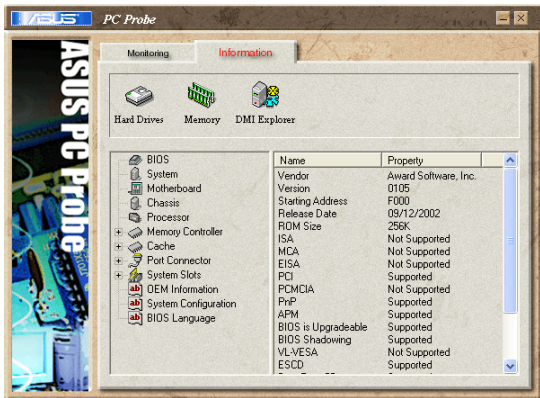 ASUS PC Probe
Monitoring Information
ASUS PC Probe
Hard Drives Memory DMI Explorer
BIOS
System
Motherboard
Chassis
Processor
Memory Controller
Cache
Port Connector
System Slots
OEM Information
System Configuration
BIOS Language
Name Property
Vendor Award Software, Inc.
Version 0105
Starting Address F000
Release Date 09/12/2002
ROM Size 256K
ISA Not Supported
MCA Not Supported
EISA Not Supported
PCI Supported
PCMCIA Not Supported
PnP Supported
APM Supported
BIOS is Upgradeable Supported
BIOS Shadowing Supported
VL-VESA Not Supported
ESCD Supported